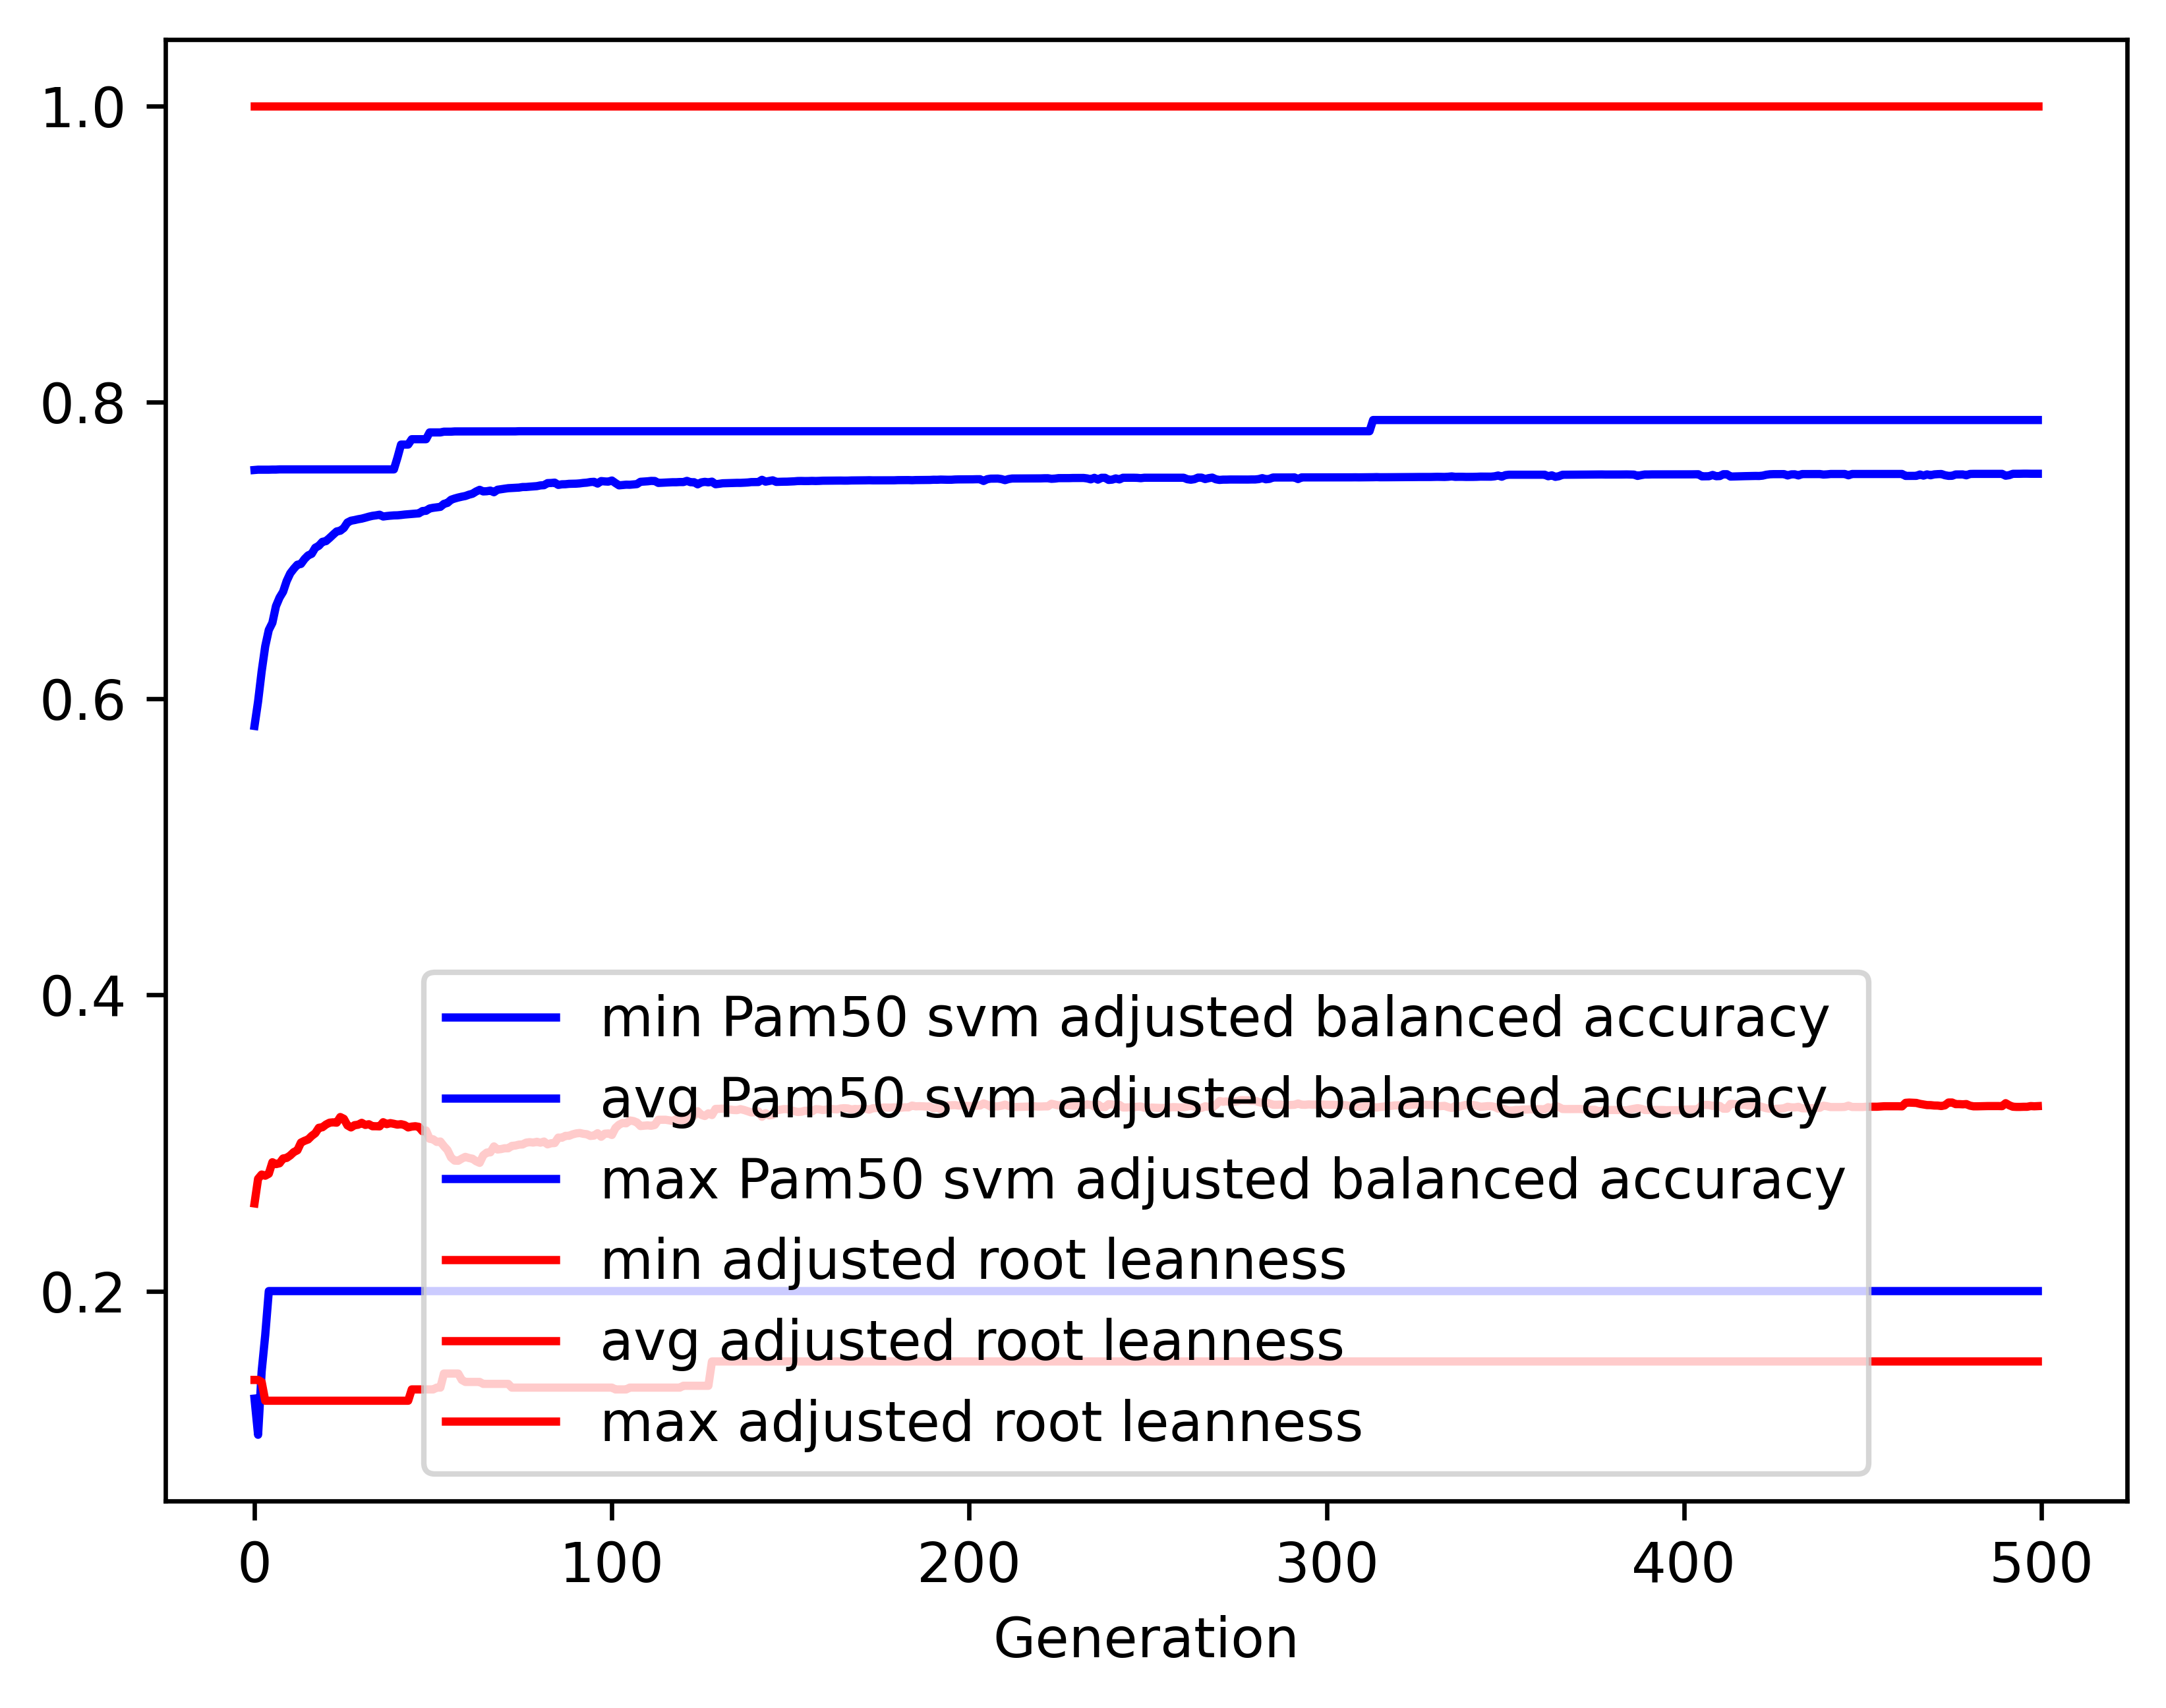 1.0
0.8
0.6
0.4
0.2
min Pam50 svm adjusted balanced accuracy
avg Pam50 svm adjusted balanced accuracy
max Pam50 svm adjusted balanced accuracy
min adjusted root leanness
avg adjusted root leanness
max adjusted root leanness
0 100 200 300 400 500
Generation